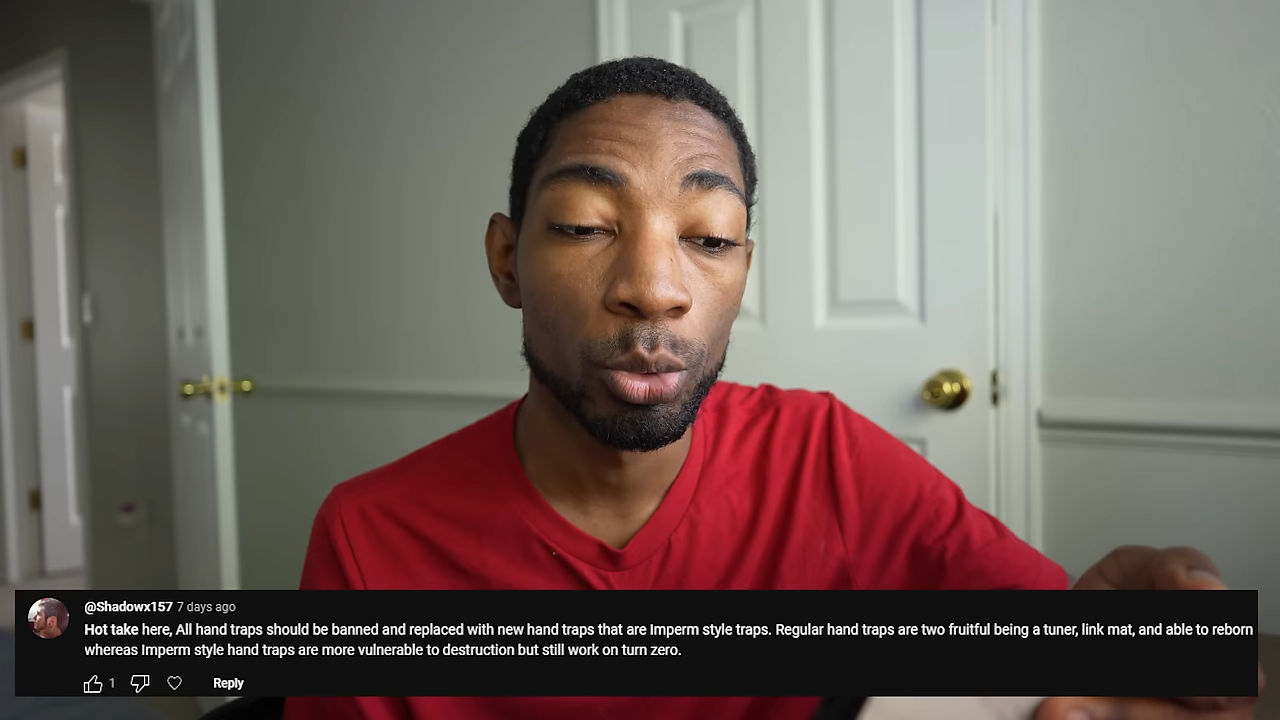 @Shadowx157 7 days ago
Hot take here, All hand traps should be banned and replaced with new hand traps that are Imperm style traps. Regular hand traps are two fruitful being a tuner, link mat, and able to reborn
whereas Imperm style hand traps are more vulnerable to destruction but still work on turn zero.
1 Reply